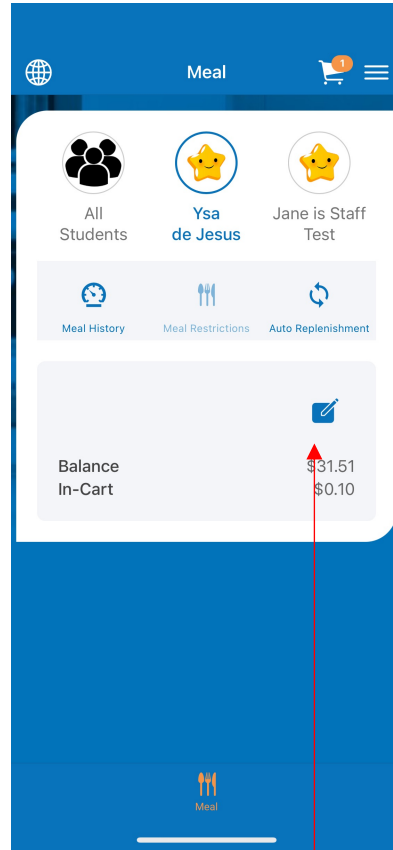 Meal
1
All
Students
Ysa
de Jesus
Jane is Staff
Test
Meal History
Meal Restrictions
Auto Replenishment
Balance
$31.51
In-Cart
$0.10
Meal